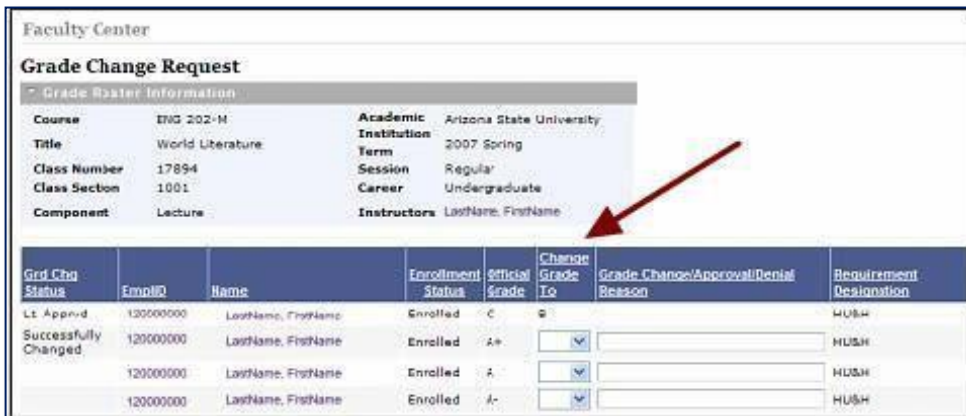 Faculty Center
Grade Change Request
Grade Roster Information
Course ENG 202-M Academic Institution Arizona State University
Title World Literature Term 2007 Spring
Class Number 17894 Session Regular
Class Section 1001 Career Undergraduate
Component Lecture Instructors LastName, FirstName
Grd Chg Status EmplID Name Enrollment Status Official Grade Change Grade To Grade Change/Approval/Denial Reason Requirement Designation
120000000 LastName, FirstName Enrolled C B HU&H
Successfully Changed 120000000 LastName, FirstName Enrolled A+ HU&H
120000000 LastName, FirstName Enrolled A HU&H
120000000 LastName, FirstName Enrolled A- HU&H